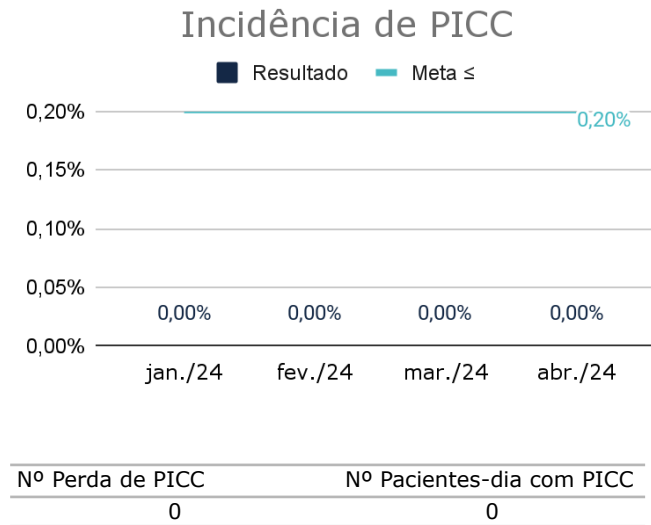 Incidência de PICC
Resultado Meta ≤
0,20%
0,20%
0,15%
0,10%
0,05%
0,00% 0,00% 0,00% 0,00%
0,00%
jan./24 fev./24 mar./24 abr./24
Nº Perda de PICC Nº Pacientes-dia com PICC
0 0